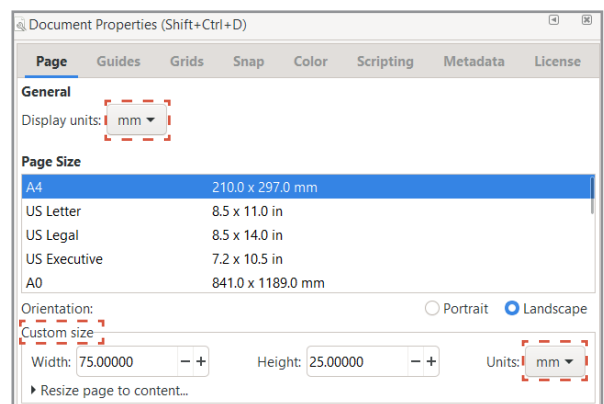 Document Properties (Shift+Ctrl+D)
Page Guides Grids Snap Color Scripting Metadata License
General
Display units: mm
Page Size
A4 210.0 x 297.0 mm
US Letter 8.5 x 11.0 in
US Legal 8.5 x 14.0 in
US Executive 7.2 x 10.5 in
A0 841.0 x 1189.0 mm
Orientation: Portrait Landscape
Custom size
Width: 75.00000 − + Height: 25.00000 − + Units: mm
Resize page to content...